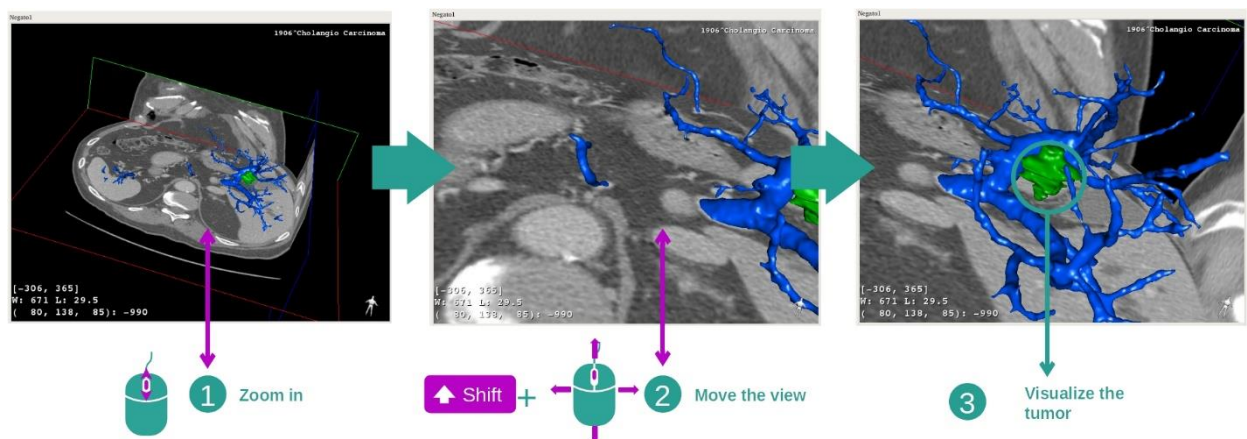 Negato1
1906^Cholangio Carcinoma
[-306, 365]
W: 671 L: 29.5
( 80, 138, 85): -990
Negato1
1906^Cholangio Carcinoma
[-306, 365]
W: 671 L: 29.5
( 80, 138, 85): -990
Negato1
1906^Cholangio Carcinoma
[-306, 365]
W: 671 L: 29.5
( 80, 138, 85): -990
1 Zoom in
Shift +
2 Move the view
3 Visualize the
tumor